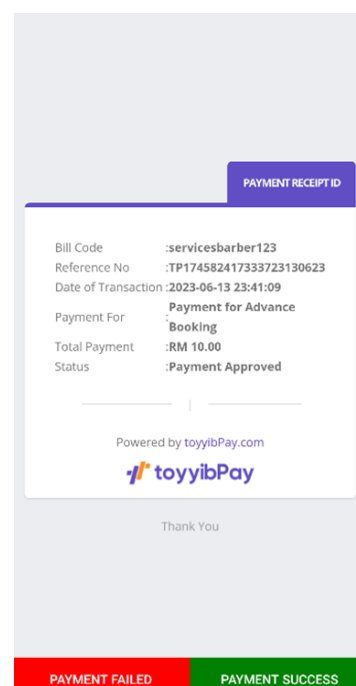 PAYMENT RECEIPT ID
Bill Code :servicesbarber123
Reference No :TP174582417333723130623
Date of Transaction :2023-06-13 23:41:09
Payment For : Payment for Advance
Booking
Total Payment :RM 10.00
Status :Payment Approved
Powered by toyyibPay.com
toyyibPay
Thank You
PAYMENT FAILED PAYMENT SUCCESS